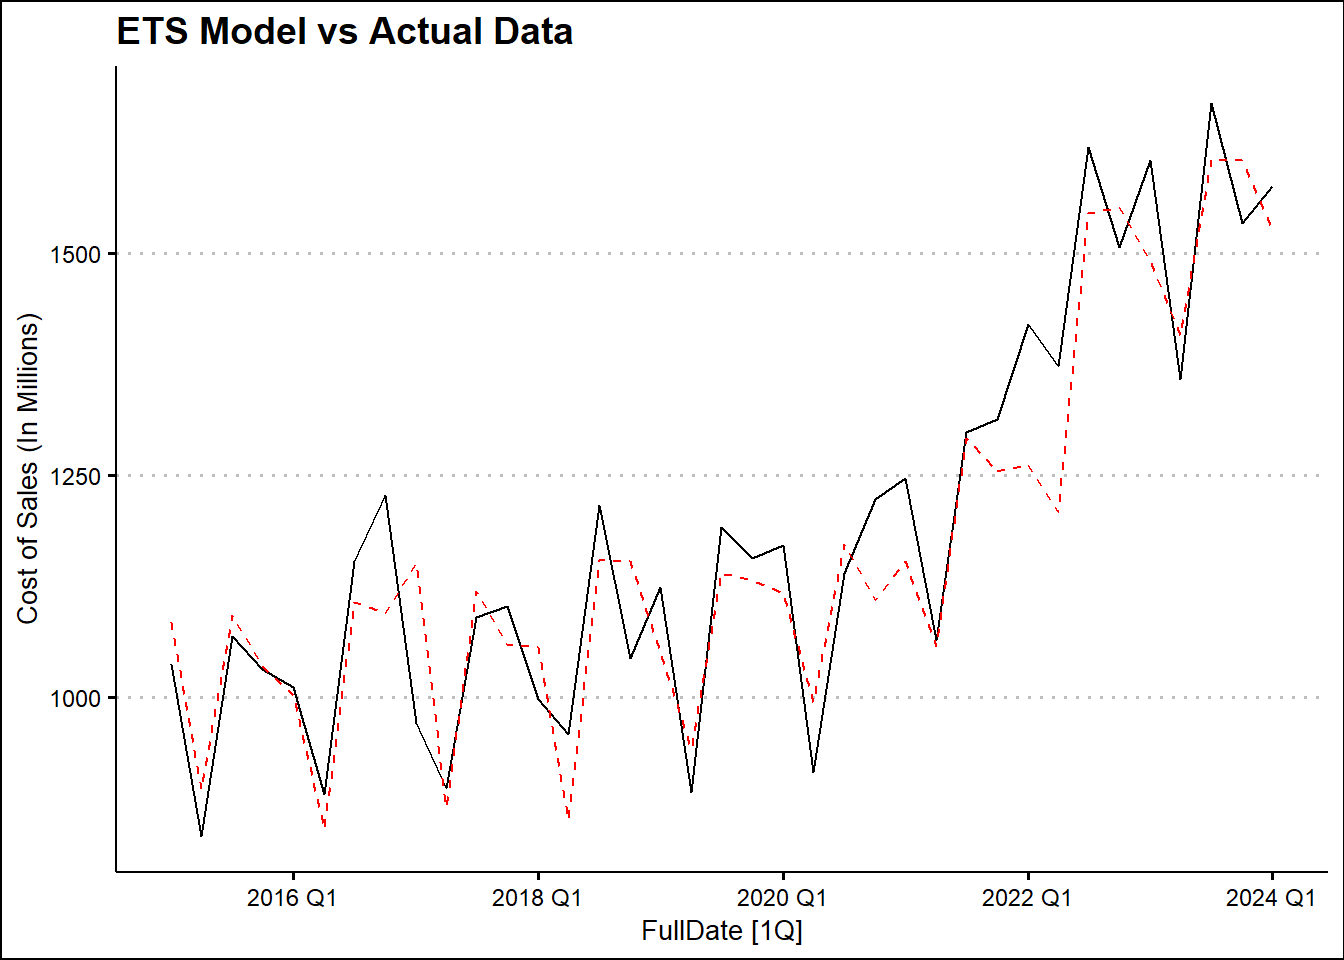 ETS Model vs Actual Data
Cost of Sales (In Millions)
1500
1250
1000
2016 Q1
2018 Q1
2020 Q1
2022 Q1
2024 Q1
FullDate [1Q]